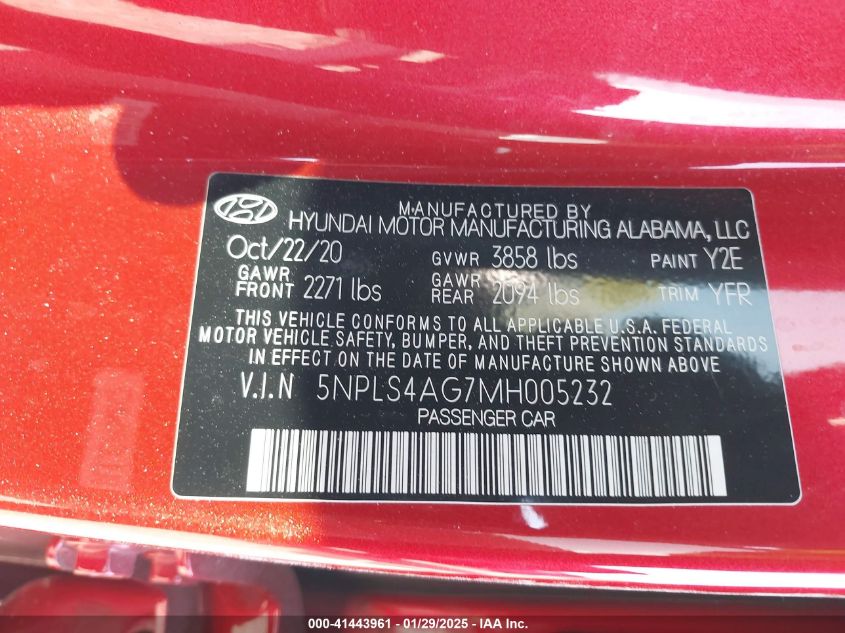 MANUFACTURED BY
HYUNDAI MOTOR MANUFACTURING ALABAMA, LLC
Oct/22/20 GVWR 3858 lbs PAINT Y2E
GAWR FRONT 2271 lbs GAWR REAR 2094 lbs TRIM YFR
THIS VEHICLE CONFORMS TO ALL APPLICABLE U.S.A. FEDERAL
MOTOR VEHICLE SAFETY, BUMPER, AND THEFT PREVENTION STANDARDS
IN EFFECT ON THE DATE OF MANUFACTURE SHOWN ABOVE
V.I.N 5NPLS4AG7MH005232
PASSENGER CAR
000-41443961 - 01/29/2025 - IAA Inc.